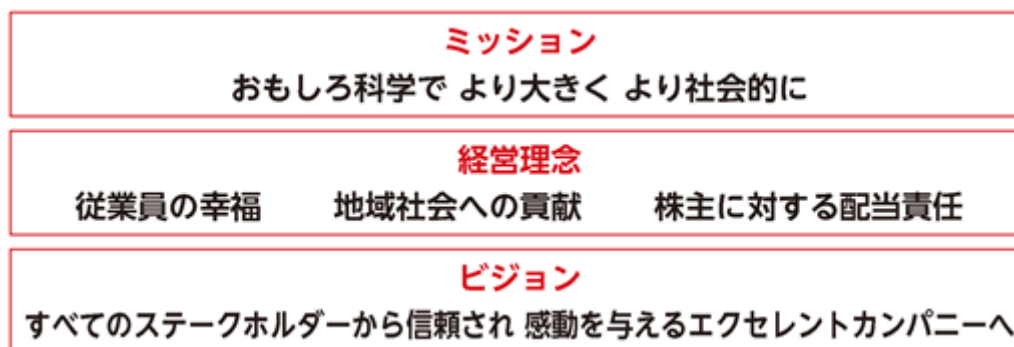 ミッション
おもしろ科学で より大きく より社会的に
経営理念
従業員の幸福 地域社会への貢献 株主に対する配当責任
ビジョン
すべてのステークホルダーから信頼され 感動を与えるエクセレントカンパニーへ